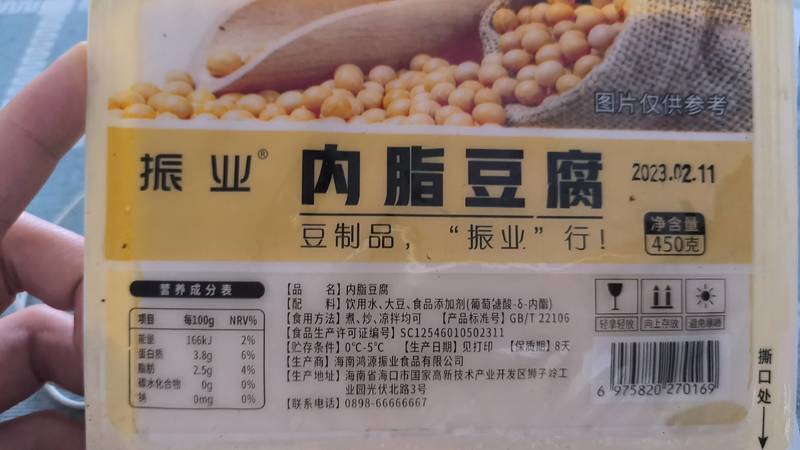 图片仅供参考
振业® 内脂豆腐 2023.02.11
豆制品，“振业”行！
净含量
450克
营养成分表
项目 每100g NRV%
能量 166kJ 2%
蛋白质 3.8g 6%
脂肪 2.5g 4%
碳水化合物 0g 0%
钠 0mg 0%
【品 名】内脂豆腐
【配 料】饮用水、大豆、食品添加剂(葡萄糖酸-δ-内酯)
【食用方法】煮、炒、凉拌均可 【产品标准号】GB/T 22106
【食品生产许可证编号】SC12546010502311
【贮存条件】0℃-5℃ 【生产日期】见打印 【保质期】8天
【生产商】海南鸿源振业食品有限公司
【生产地址】海南省海口市国家高新技术产业开发区狮子岭工
业园光伏北路3号
【联系电话】0898-66666667
轻拿轻放 向上存放 避免暴晒
6 975820 270169
撕口处